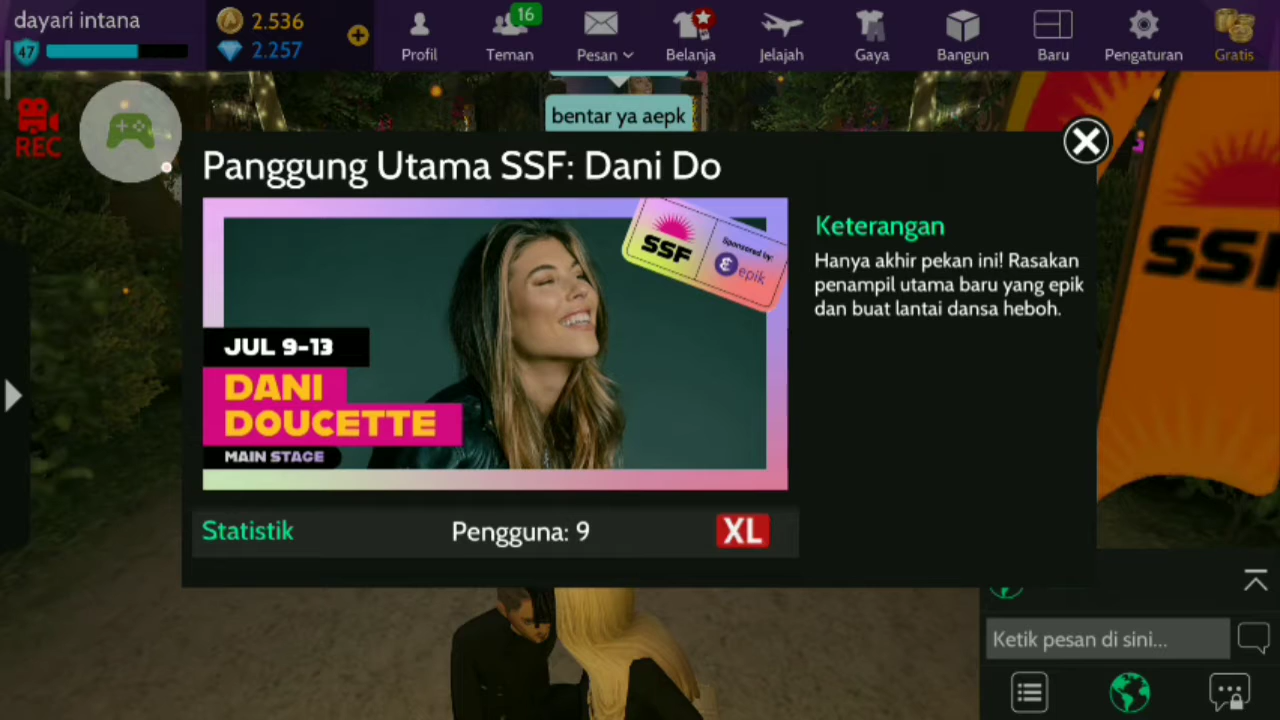 dayari intana
47
2.536
2.257
Profil
16
Teman
Pesan
Belanja
Jelajah
Gaya
Bangun
Baru
Pengaturan
Gratis
REC
bentar ya aepk
Panggung Utama SSF: Dani Do
SSF
Sponsored by:
epik
JUL 9-13
DANI
DOUCETTE
MAIN STAGE
Keterangan
Hanya akhir pekan ini! Rasakan
penampil utama baru yang epik
dan buat lantai dansa heboh.
SSF
Statistik
Pengguna: 9
XL
Ketik pesan di sini...